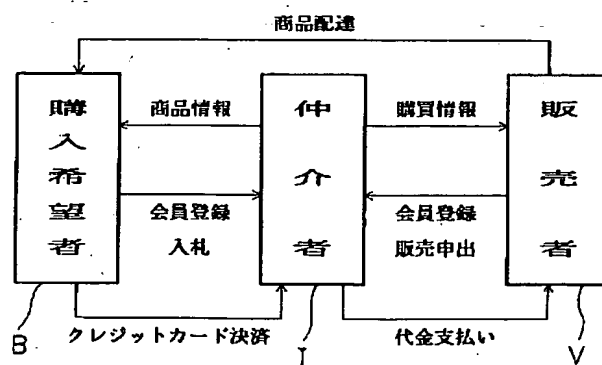 商品配達
購入希望者
商品情報
仲介者
購買情報
販売者
会員登録
入札
会員登録
販売申出
クレジットカード決済
代金支払い
B
I
V